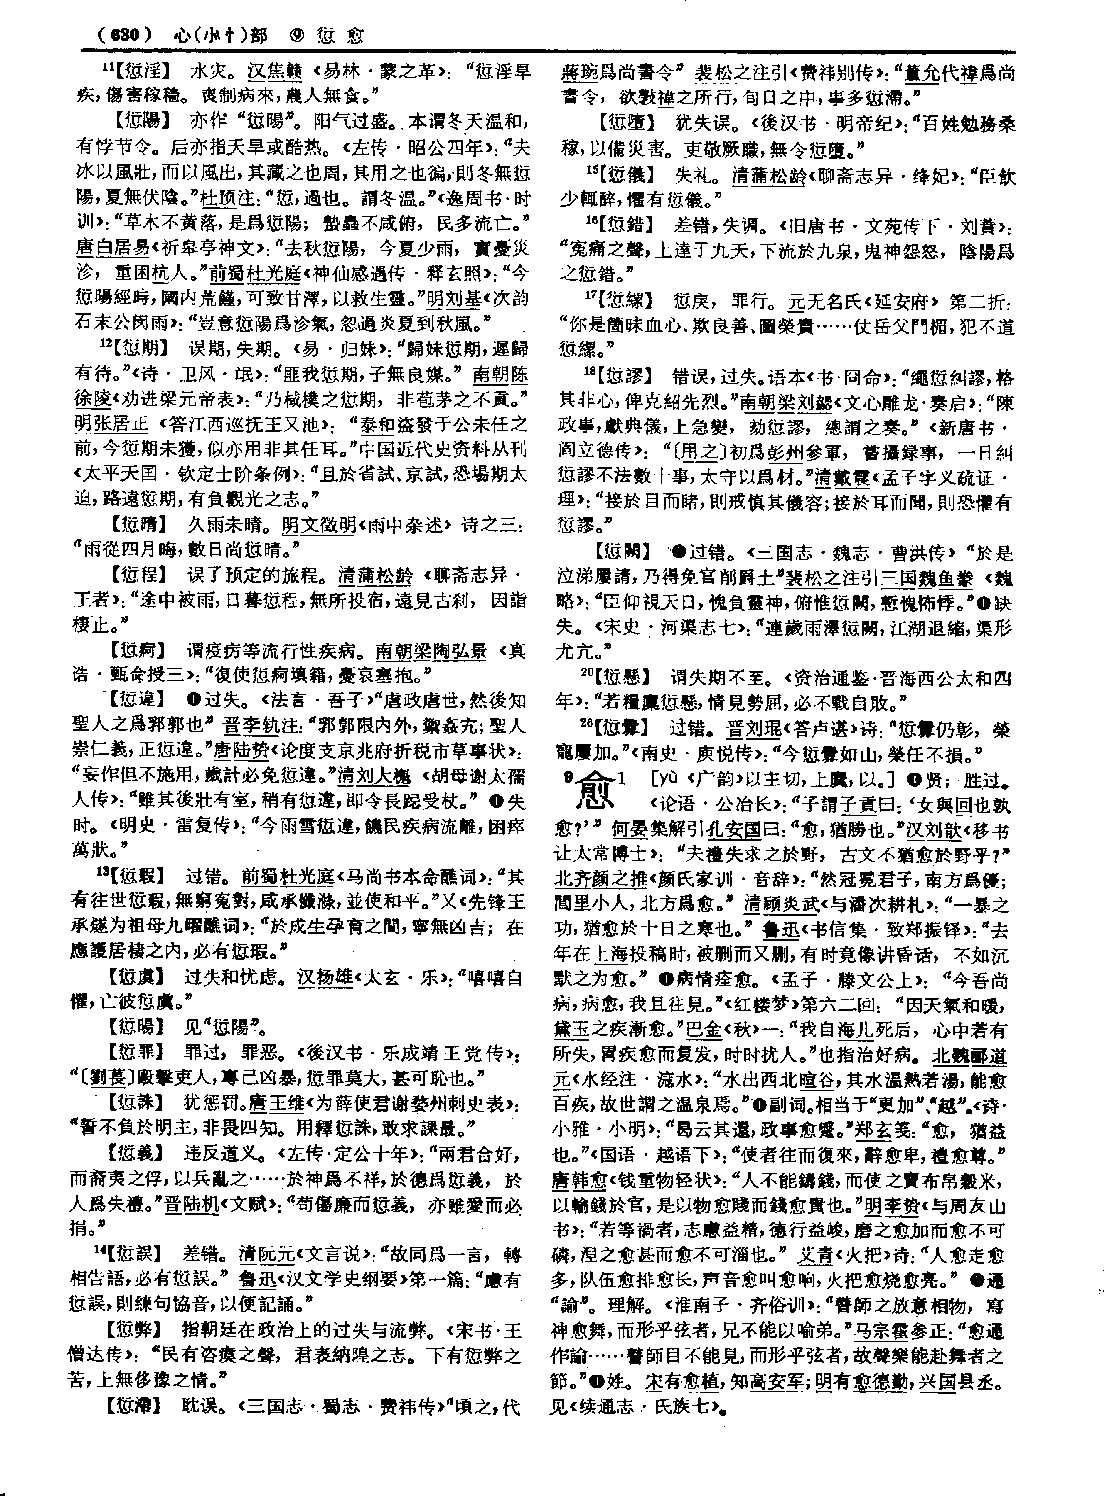 （630） 心(小忄)部 ⑨ 愆 愈
¹¹【愆淫】 水灾。汉焦赣《易林·蒙之革》：“愆淫旱
疾，傷害稼穡。喪制病來，農人無食。”
【愆陽】 亦作“愆暘”。阳气过盛。本谓冬天温和，
有悖节令。后亦指天旱或酷热。《左传·昭公四年》：“夫
冰以風壯，而以風出，其藏之也周，其用之也徧，則冬無愆
陽，夏無伏陰。”杜预注：“愆，過也。謂冬温。”《逸周书·时
训》：“草木不黄落，是爲愆陽；蟄蟲不咸俯，民多流亡。”
唐白居易《祈皋亭神文》：“去秋愆陽，今夏少雨，實憂災
沴，重困杭人。”前蜀杜光庭《神仙感遇传·释玄照》：“今
愆陽經時，國内荒饉，可致甘澤，以救生靈。”明刘基《次韵
石末公闵雨》：“豈意愆陽爲沴氣，忽過炎夏到秋風。”
¹²【愆期】 误期，失期。《易·归妹》：“歸妹愆期，遲歸
有待。”《诗·卫风·氓》：“匪我愆期，子無良媒。” 南朝陈
徐陵《劝进梁元帝表》：“乃棫樸之愆期，非苞茅之不貢。”
明张居正《答江西巡抚王又池》：“泰和盗發于公未任之
前，今愆期未獲，似亦用非其任耳。”中国近代史资料丛刊
《太平天国·钦定士阶条例》：“且於省試、京試，恐場期太
迫，路遠愆期，有負觀光之志。”
【愆晴】 久雨未晴。明文徵明《雨中杂述》诗之三：
“雨從四月晦，數日尚愆晴。”
【愆程】 误了预定的旅程。清蒲松龄《聊斋志异·
王者》：“途中被雨，日暮愆程，無所投宿，遠見古刹，因詣
棲止。”
【愆痾】 谓疫疠等流行性疾病。南朝梁陶弘景《真
诰·甄命授三》：“復使愆痾填籍，憂哀塞抱。”
【愆違】 ❶过失。《法言·吾子》“虐政虐世，然後知
聖人之爲郛郭也” 晋李轨注：“郛郭限内外，禦姦宄；聖人
崇仁義，正愆違。”唐陆贽《论度支京兆府折税市草事状》：
“妄作但不施用，蔵計必免愆違。”清刘大櫆《胡母谢太孺
人传》：“雖其後壯有室，稍有愆違，即令長跽受杖。” ❷失
时。《明史·雷复传》：“今雨雪愆違，饑民疾病流離，困瘁
萬狀。”
¹³【愆瑕】 过错。前蜀杜光庭《马尚书本命醮词》：“其
有往世愆瑕，無窮寃對，咸承蠲滌，並使和平。”又《先锋王
承璲为祖母九曜醮词》：“於成生孕育之間，寧無凶吉；在
應護居棲之内，必有愆瑕。”
【愆虞】 过失和忧虑。汉扬雄《太玄·乐》：“嘻嘻自
懼，亡彼愆虞。”
【愆暘】 见“愆陽”。
【愆罪】 罪过，罪恶。《後汉书·乐成靖王党传》：
“〔劉萇〕毆擊吏人，專己凶暴，愆罪莫大，甚可恥也。”
【愆誅】 犹惩罚。唐王维《为薛使君谢婺州刺史表》：
“誓不負於明主，非畏四知。用釋愆誅，敢求課最。”
【愆義】 违反道义。《左传·定公十年》：“兩君合好，
而裔夷之俘，以兵亂之……於神爲不祥，於德爲愆義，於
人爲失禮。”晋陆机《文赋》：“苟傷廉而愆義，亦雖愛而必
捐。”
¹⁴【愆誤】 差错。清阮元《文言说》：“故同爲一言，轉
相告語，必有愆誤。” 鲁迅《汉文学史纲要》第一篇：“慮有
愆誤，則練句協音，以便記誦。”
【愆弊】 指朝廷在政治上的过失与流弊。《宋书·王
僧达传》：“民有咨瘼之聲，君表納隍之志。下有愆弊之
苦，上無侈豫之情。”
【愆滯】 耽误。《三国志·蜀志·费祎传》“頃之，代
蔣琬爲尚書令” 裴松之注引《费祎别传》：“董允代禕爲尚
書令，欲斅禕之所行，旬日之中，事多愆滯。”
【愆墮】 犹失误。《後汉书·明帝纪》：“百姓勉務桑
稼，以備災害。吏敬厥職，無令愆墮。”
¹⁵【愆儀】 失礼。清蒲松龄《聊斋志异·绛妃》：“臣飲
少輒醉，懼有愆儀。”
¹⁶【愆錯】 差错，失调。《旧唐书·文苑传下·刘蕡》：
“寃痛之聲，上達于九天，下流於九泉，鬼神怨怒，陰陽爲
之愆錯。”
¹⁷【愆縲】 愆戾，罪行。元无名氏《延安府》第二折：
“你是箇昧血心、欺良善、圖榮貴……仗岳父門楣，犯不道
愆縲。”
¹⁸【愆謬】 错误，过失。语本《书·冏命》：“繩愆糾謬，格
其非心，俾克紹先烈。”南朝梁刘勰《文心雕龙·奏启》：“陳
政事，獻典儀，上急變，劾愆謬，總謂之奏。”《新唐书·
阎立德传》：“〔用之〕初爲彭州參軍，嘗攝録事，一日糾
愆謬不法數十事，太守以爲材。”清戴震《孟子字义疏证·
理》：“接於目而睹，則戒慎其儀容；接於耳而聞，則恐懼有
愆謬。”
【愆闕】 ❶过错。《三国志·魏志·曹洪传》“於是
泣涕屢請，乃得免官削爵土”裴松之注引三国魏鱼豢《魏
略》：“臣仰視天日，愧負靈神，俯惟愆闕，慙愧怖悸。”❷缺
失。《宋史·河渠志七》：“連歲雨澤愆闕，江湖退縮，渠形
尤亢。”
²⁰【愆懸】 谓失期不至。《资治通鉴·晋海西公太和四
年》：“若糧廩愆懸，情見勢屈，必不戰自敗。”
²⁶【愆釁】 过错。晋刘琨《答卢谌》诗：“愆釁仍彰，榮
寵屢加。”《南史·庾悦传》：“今愆釁如山，榮任不損。”
⁹愈¹ ［yù 《广韵》以主切，上麌，以。］ ❶贤；胜过。
《论语·公冶长》：“子謂子貢曰：‘女與回也孰
愈？’” 何晏集解引孔安国曰：“愈，猶勝也。”汉刘歆《移书
让太常博士》：“夫禮失求之於野，古文不猶愈於野乎？”
北齐颜之推《颜氏家训·音辞》：“然冠冕君子，南方爲優；
閭里小人，北方爲愈。” 清顾炎武《与潘次耕札》：“一暴之
功，猶愈於十日之寒也。” 鲁迅《书信集·致郑振铎》：“去
年在上海投稿时，被删而又删，有时竟像讲昏话，不如沉
默之为愈。” ❷病情痊愈。《孟子·滕文公上》：“今吾尚
病，病愈，我且往見。”《红楼梦》第六二回：“因天氣和暖，
黛玉之疾漸愈。”巴金《秋》一：“我自海儿死后，心中若有
所失，胃疾愈而复发，时时扰人。”也指治好病。北魏郦道
元《水经注·滱水》：“水出西北暄谷，其水温熱若湯，能愈
百疾，故世謂之温泉焉。”❸副词。相当于“更加”、“越”。《诗·
小雅·小明》：“曷云其還，政事愈蹙。”郑玄笺：“愈，猶益
也。”《国语·越语下》：“使者往而復來，辭愈卑，禮愈尊。”
唐韩愈《钱重物轻状》：“人不能鑄錢，而使之賣布帛穀米，
以輸錢於官，是以物愈賤而錢愈貴也。”明李贽《与周友山
书》：“若等禍者，志慮益精，德行益峻，磨之愈加而愈不可
磷，湼之愈甚而愈不可淄也。” 艾青《火把》诗：“人愈走愈
多，队伍愈排愈长，声音愈叫愈响，火把愈烧愈亮。” ❹通
“諭”。理解。《淮南子·齐俗训》：“瞽師之放意相物，寫
神愈舞，而形乎弦者，兄不能以喻弟。”马宗霍参正：“愈通
作諭……瞽師目不能見，而形乎弦者，故聲樂能赴舞者之
節。”❺姓。宋有愈植，知高安军；明有愈德勤，兴国县丞。
见《续通志·氏族七》。